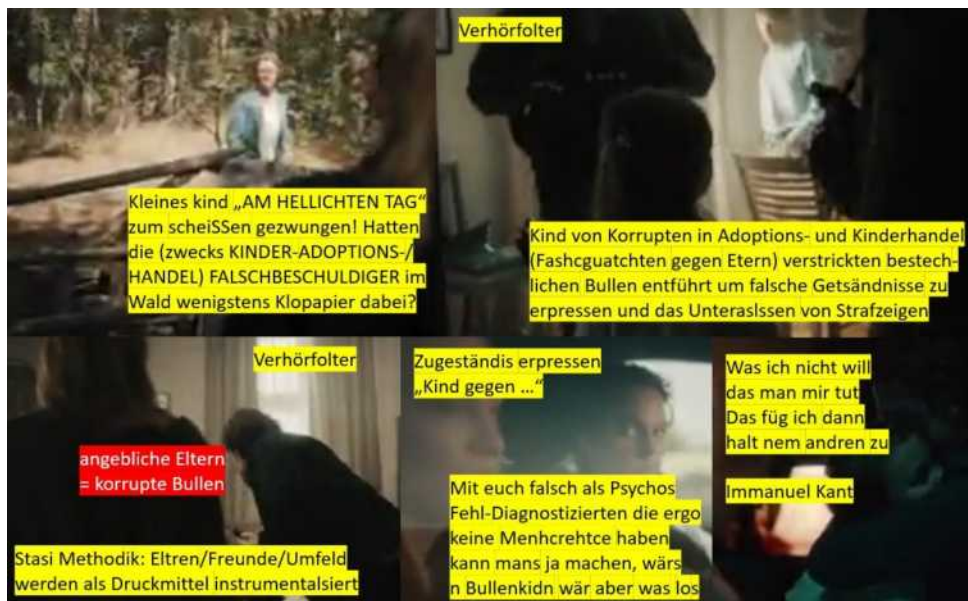 Kleines kind „AM HELLICHTEN TAG“
zum scheiSSen gezwungen! Hatten
die (zwecks KINDER-ADOPTIONS-/
HANDEL) FALSCHBESCHULDIGER im
Wald wenigstens Klopapier dabei?
Verhörfolter
Kind von Korrupten in Adoptions- und Kinderhandel
(Fashcguatchten gegen Etern) verstrickten bestech-
lichen Bullen entführt um falsche Getsändnisse zu
erpressen und das Unteraslssen von Strafzeigen
Verhörfolter
angebliche Eltern
= korrupte Bullen
Stasi Methodik: Eltren/Freunde/Umfeld
werden als Druckmittel instrumentalsiert
Zugeständis erpressen
„Kind gegen ...“
Mit euch falsch als Psychos
Fehl-Diagnostizierten die ergo
keine Menhcrehtce haben
kann mans ja machen, wärs
n Bullenkidn wär aber was los
Was ich nicht will
das man mir tut
Das füg ich dann
halt nem andren zu
Immanuel Kant